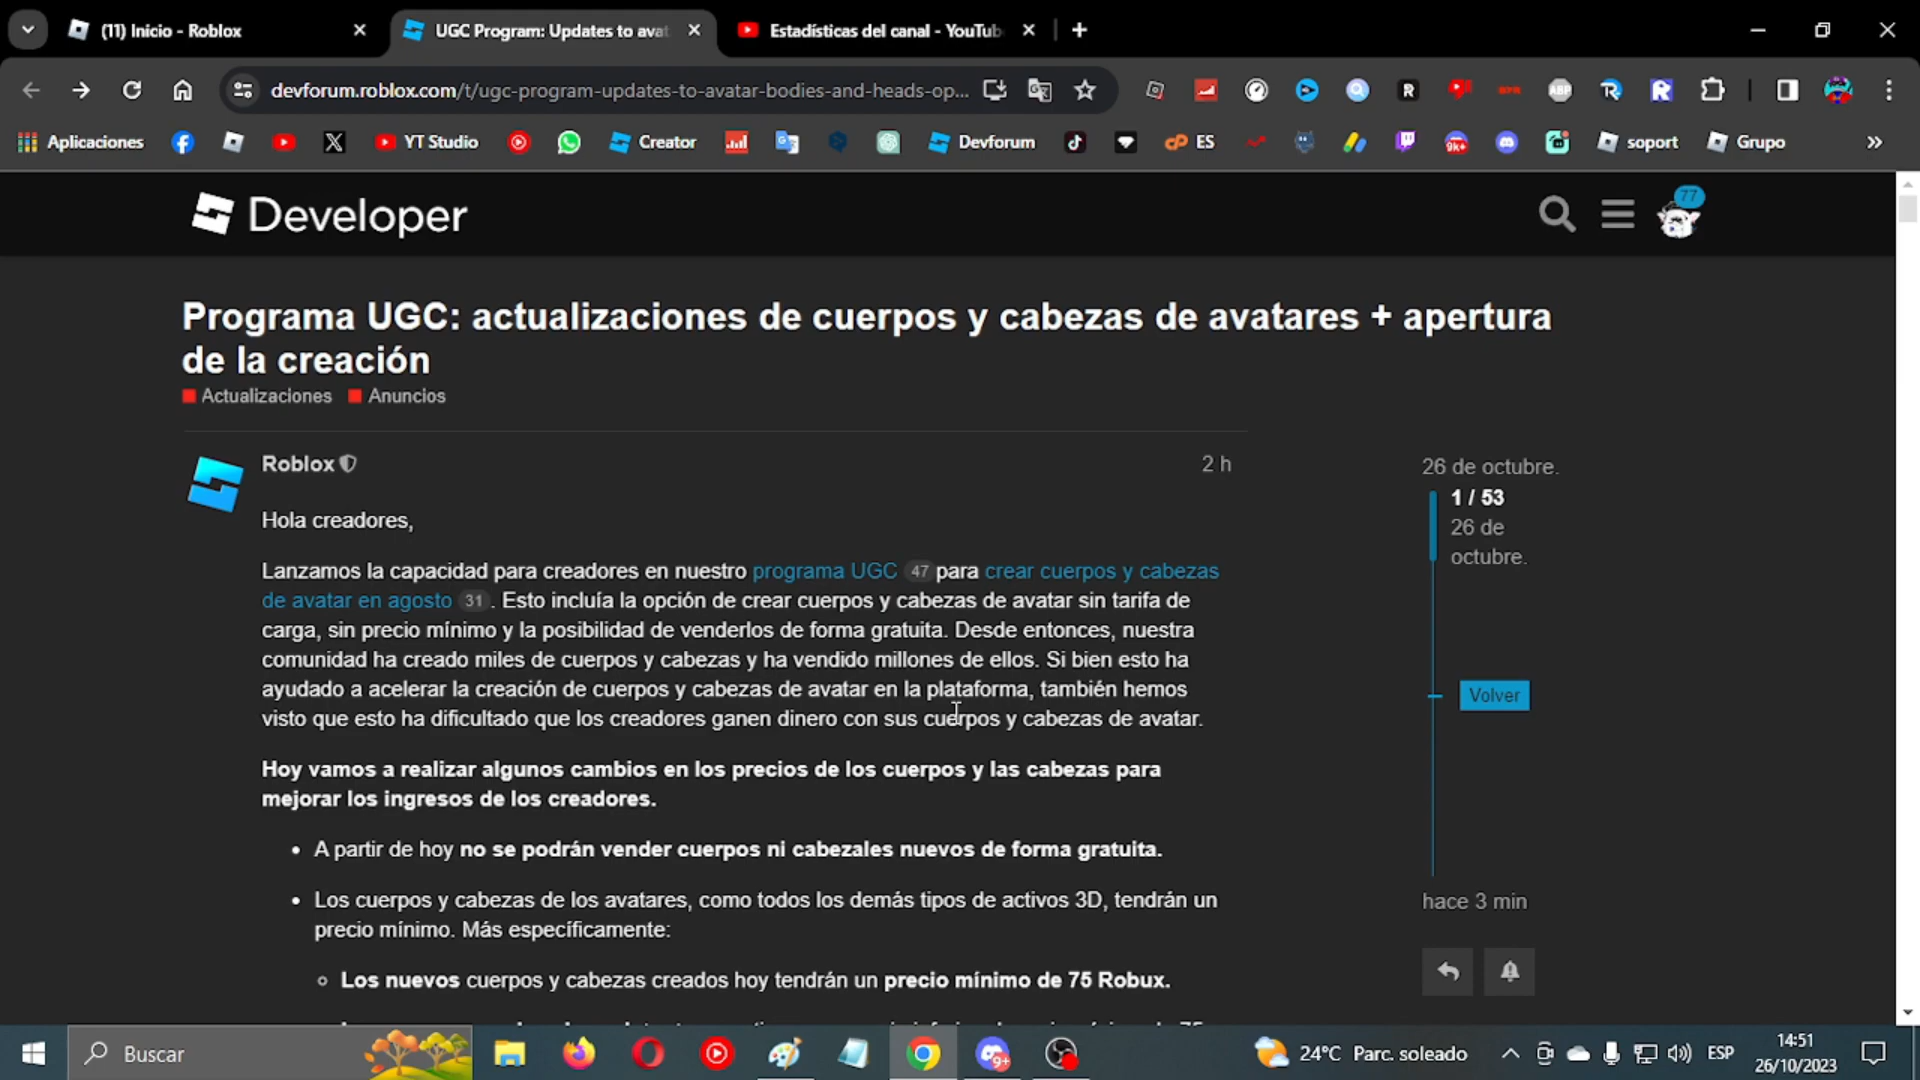 (11) Inicio - Roblox
UGC Program: Updates to avat
Estadísticas del canal - YouTub
devforum.roblox.com/t/ugc-program-updates-to-avatar-bodies-and-heads-op...
Aplicaciones
YT Studio
Creator
Devforum
ES
9k+
soport
Grupo
Developer
77
Programa UGC: actualizaciones de cuerpos y cabezas de avatares + apertura
de la creación
Actualizaciones
Anuncios
Roblox
2 h
Hola creadores,
Lanzamos la capacidad para creadores en nuestro programa UGC 47 para crear cuerpos y cabezas
de avatar en agosto 31 . Esto incluía la opción de crear cuerpos y cabezas de avatar sin tarifa de
carga, sin precio mínimo y la posibilidad de venderlos de forma gratuita. Desde entonces, nuestra
comunidad ha creado miles de cuerpos y cabezas y ha vendido millones de ellos. Si bien esto ha
ayudado a acelerar la creación de cuerpos y cabezas de avatar en la plataforma, también hemos
visto que esto ha dificultado que los creadores ganen dinero con sus cuerpos y cabezas de avatar.
Hoy vamos a realizar algunos cambios en los precios de los cuerpos y las cabezas para
mejorar los ingresos de los creadores.
• A partir de hoy no se podrán vender cuerpos ni cabezales nuevos de forma gratuita.
• Los cuerpos y cabezas de los avatares, como todos los demás tipos de activos 3D, tendrán un
precio mínimo. Más específicamente:
◦ Los nuevos cuerpos y cabezas creados hoy tendrán un precio mínimo de 75 Robux.
26 de octubre.
1 / 53
26 de
octubre.
Volver
hace 3 min
Buscar
9+
24°C Parc. soleado
ESP
14:51
26/10/2023